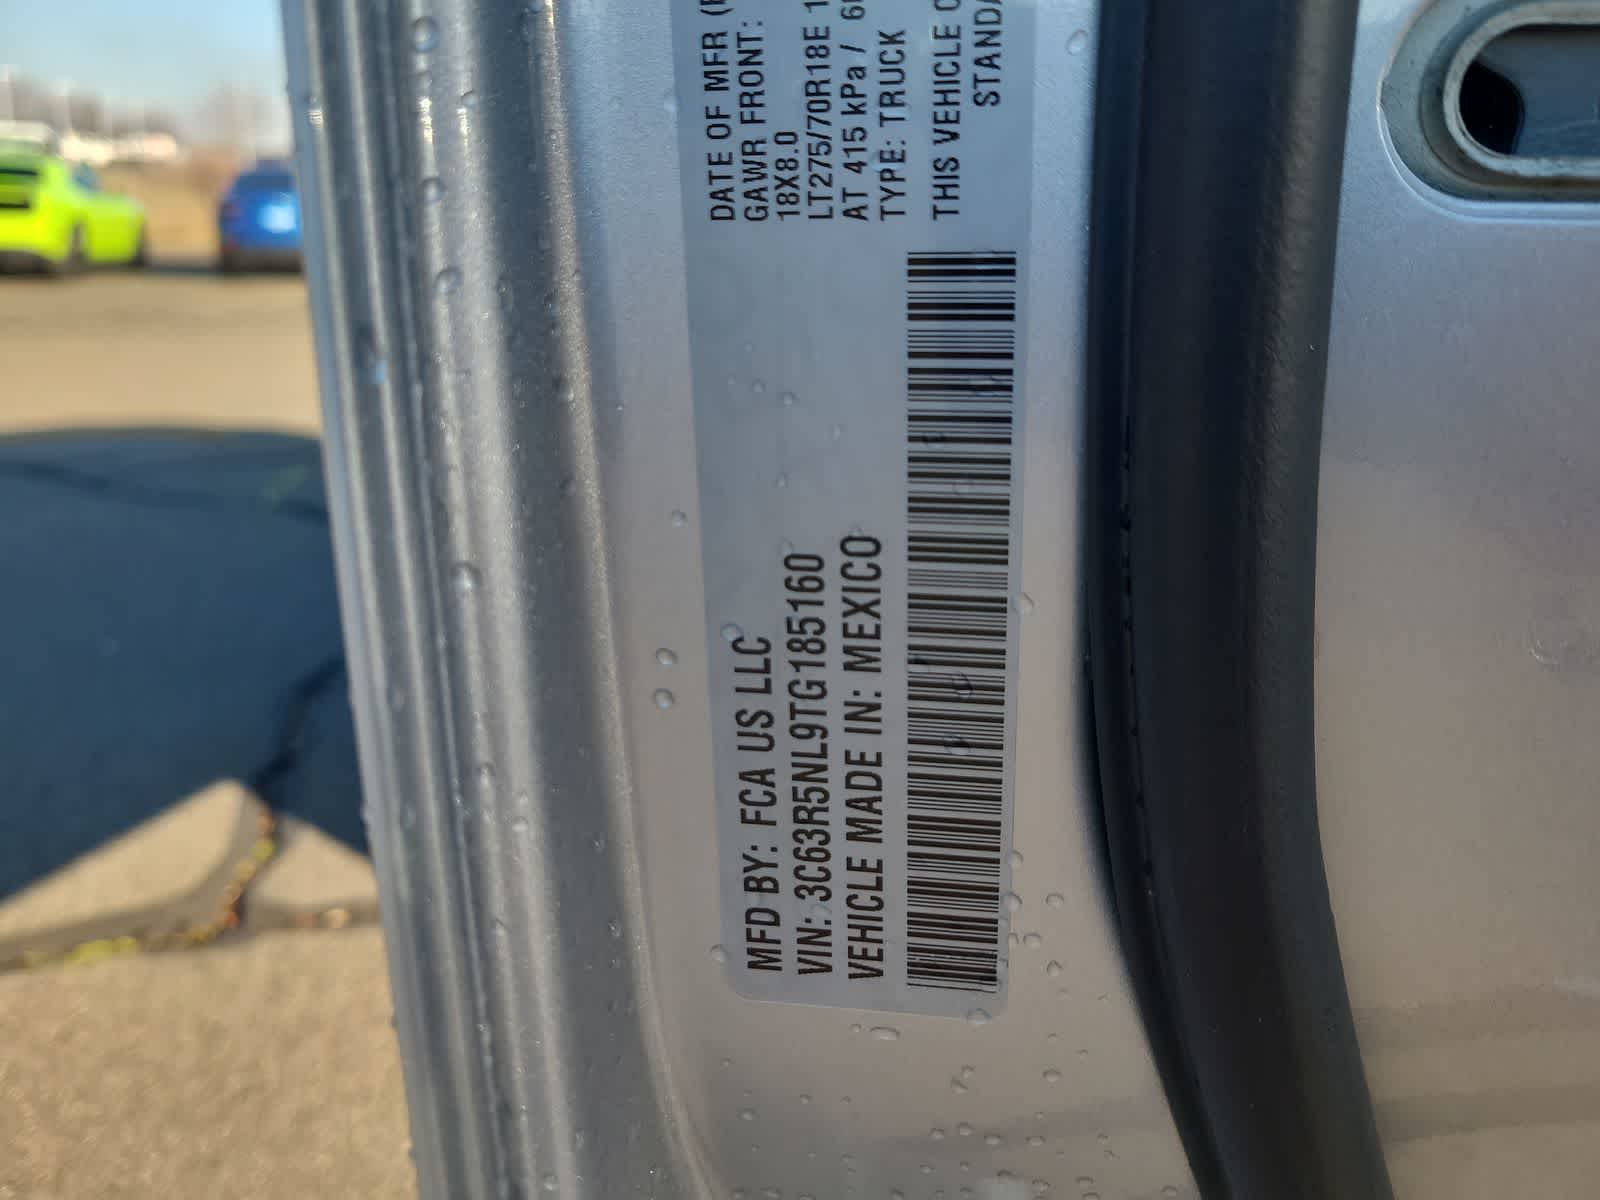 MFD BY: FCA US LLC
VIN: 3C63R5NL9TG185160
VEHICLE MADE IN: MEXICO
DATE OF MFR
GAWR FRONT:
18X8.0
LT275/70R18E
AT 415 kPa /
TYPE: TRUCK
THIS VEHICLE